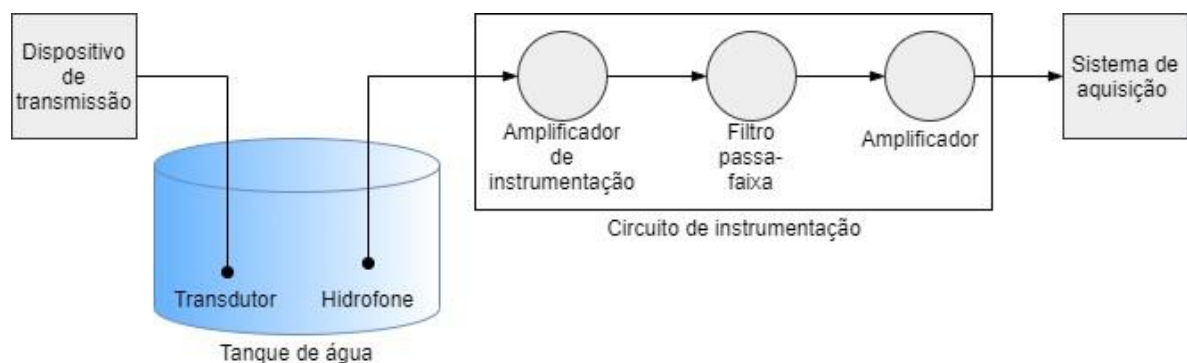 Dispositivo
de
transmissão
Transdutor
Hidrofone
Tanque de água
Amplificador
de
instrumentação
Filtro
passa-
faixa
Amplificador
Circuito de instrumentação
Sistema de
aquisição